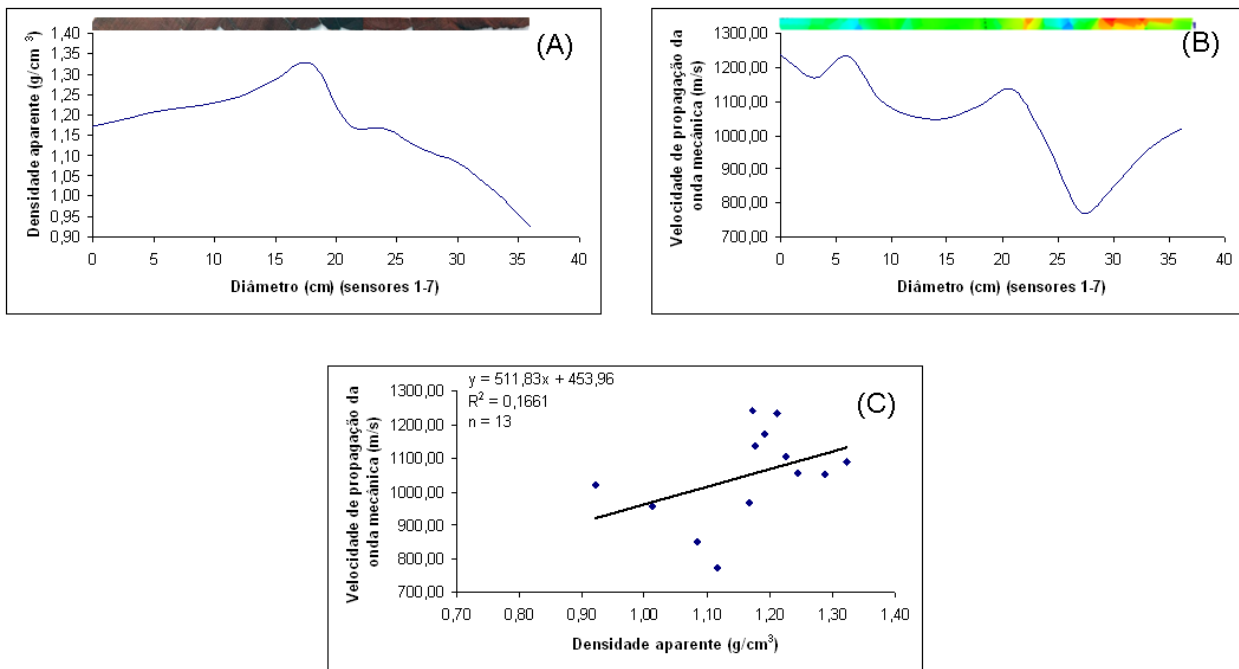 (A)
Densidade aparente (g/cm ³)
1,40
1,35
1,30
1,25
1,20
1,15
1,10
1,05
1,00
0,95
0,90
0 5 10 15 20 25 30 35 40
Diâmetro (cm) (sensores 1-7)
(B)
Velocidade de propagação da
onda mecânica (m/s)
1300,00
1200,00
1100,00
1000,00
900,00
800,00
700,00
0 5 10 15 20 25 30 35 40
Diâmetro (cm) (sensores 1-7)
y = 511,83x + 453,96
R² = 0,1661
n = 13
(C)
Velocidade de propagação da
onda mecânica (m/s)
1300,00
1200,00
1100,00
1000,00
900,00
800,00
700,00
0,70 0,80 0,90 1,00 1,10 1,20 1,30 1,40
Densidade aparente (g/cm³)